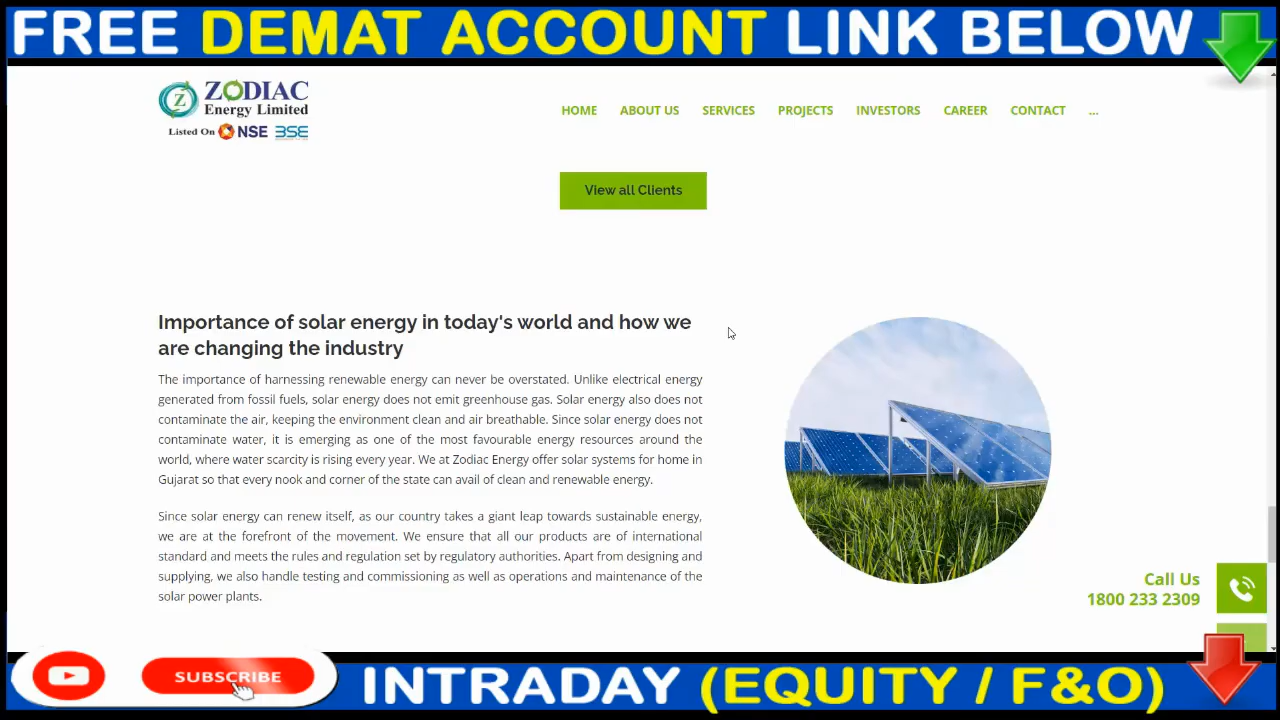 FREE DEMAT ACCOUNT LINK BELOW
ZODIAC
Energy Limited
Listed On NSE BSE
HOME ABOUT US SERVICES PROJECTS INVESTORS CAREER CONTACT ...
View all Clients
Importance of solar energy in today's world and how we
are changing the industry
The importance of harnessing renewable energy can never be overstated. Unlike electrical energy
generated from fossil fuels, solar energy does not emit greenhouse gas. Solar energy also does not
contaminate the air, keeping the environment clean and air breathable. Since solar energy does not
contaminate water, it is emerging as one of the most favourable energy resources around the
world, where water scarcity is rising every year. We at Zodiac Energy offer solar systems for home in
Gujarat so that every nook and corner of the state can avail of clean and renewable energy.
Since solar energy can renew itself, as our country takes a giant leap towards sustainable energy,
we are at the forefront of the movement. We ensure that all our products are of international
standard and meets the rules and regulation set by regulatory authorities. Apart from designing and
supplying, we also handle testing and commissioning as well as operations and maintenance of the
solar power plants.
Call Us
1800 233 2309
SUBSCRIBE
INTRADAY (EQUITY / F&O)